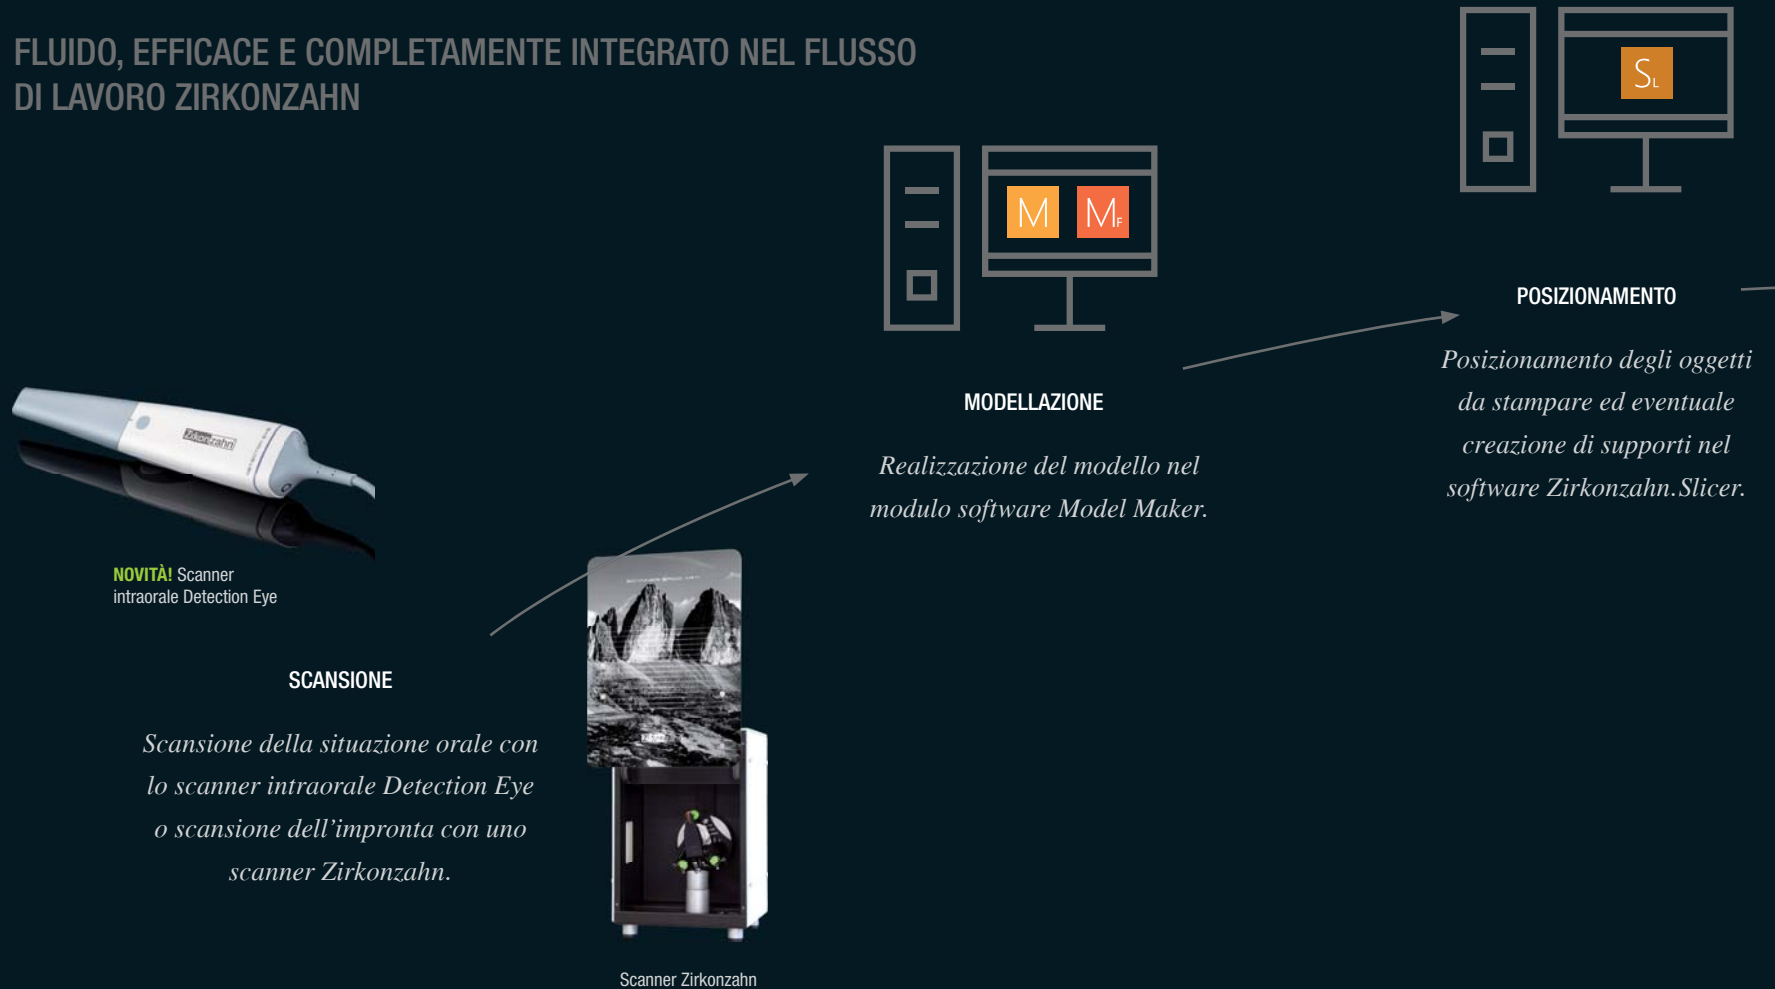 FLUIDO, EFFICACE E COMPLETAMENTE INTEGRATO NEL FLUSSO
DI LAVORO ZIRKONZAHN
S L
M M F
POSIZIONAMENTO
Posizionamento degli oggetti
da stampare ed eventuale
creazione di supporti nel
software Zirkonzahn.Slicer.
MODELLAZIONE
Realizzazione del modello nel
modulo software Model Maker.
Zirkonzahn
NOVITÀ! Scanner
intraorale Detection Eye
SCANSIONE
Scansione della situazione orale con
lo scanner intraorale Detection Eye
o scansione dell’impronta con uno
scanner Zirkonzahn.
Scanner Zirkonzahn